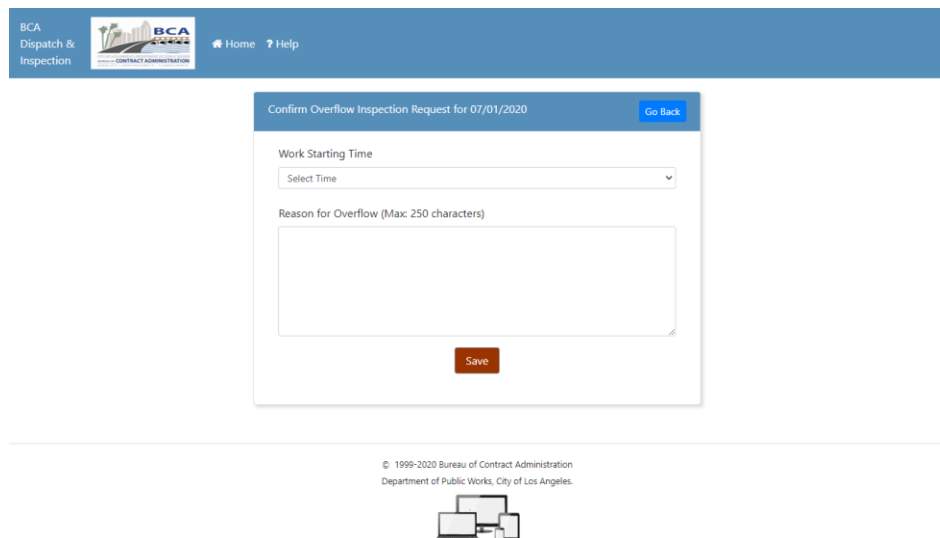 BCA
Dispatch &
Inspection
BCA
CONTRACT ADMINISTRATION
Home ? Help
Confirm Overflow Inspection Request for 07/01/2020
Go Back
Work Starting Time
Select Time
Reason for Overflow (Max: 250 characters)
Save
© 1999-2020 Bureau of Contract Administration
Department of Public Works, City of Los Angeles.